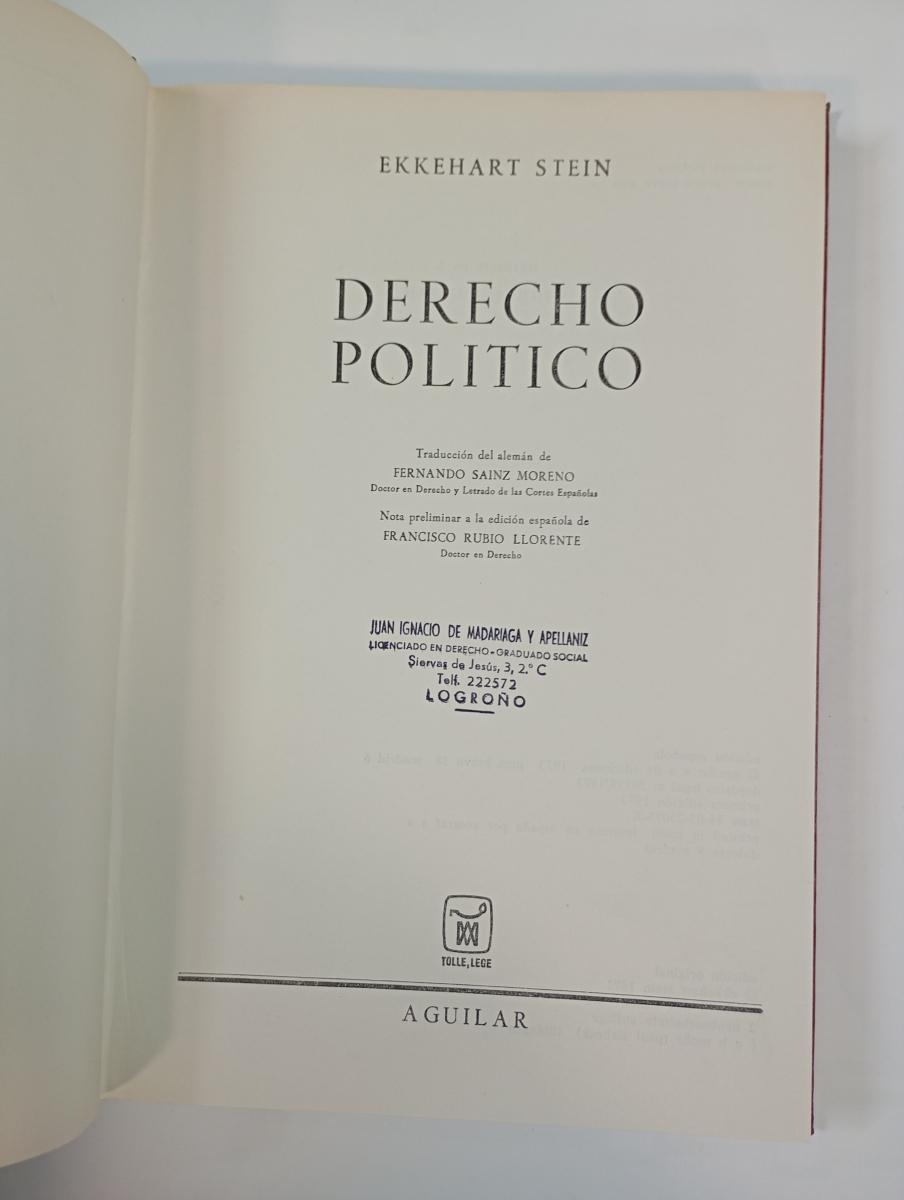 EKKEHART STEIN
DERECHO
POLITICO
Traducción del alemán de
FERNANDO SAINZ MORENO
Doctor en Derecho y Letrado de las Cortes Españolas
Nota preliminar a la edición española de
FRANCISCO RUBIO LLORENTE
Doctor en Derecho
JUAN IGNACIO DE MADARIAGA Y APELLANIZ
LICENCIADO EN DERECHO-GRADUADO SOCIAL
Siervas de Jesús, 3, 2.º C
Telf. 222572
LOGROÑO
TOLLE, LEGE
AGUILAR